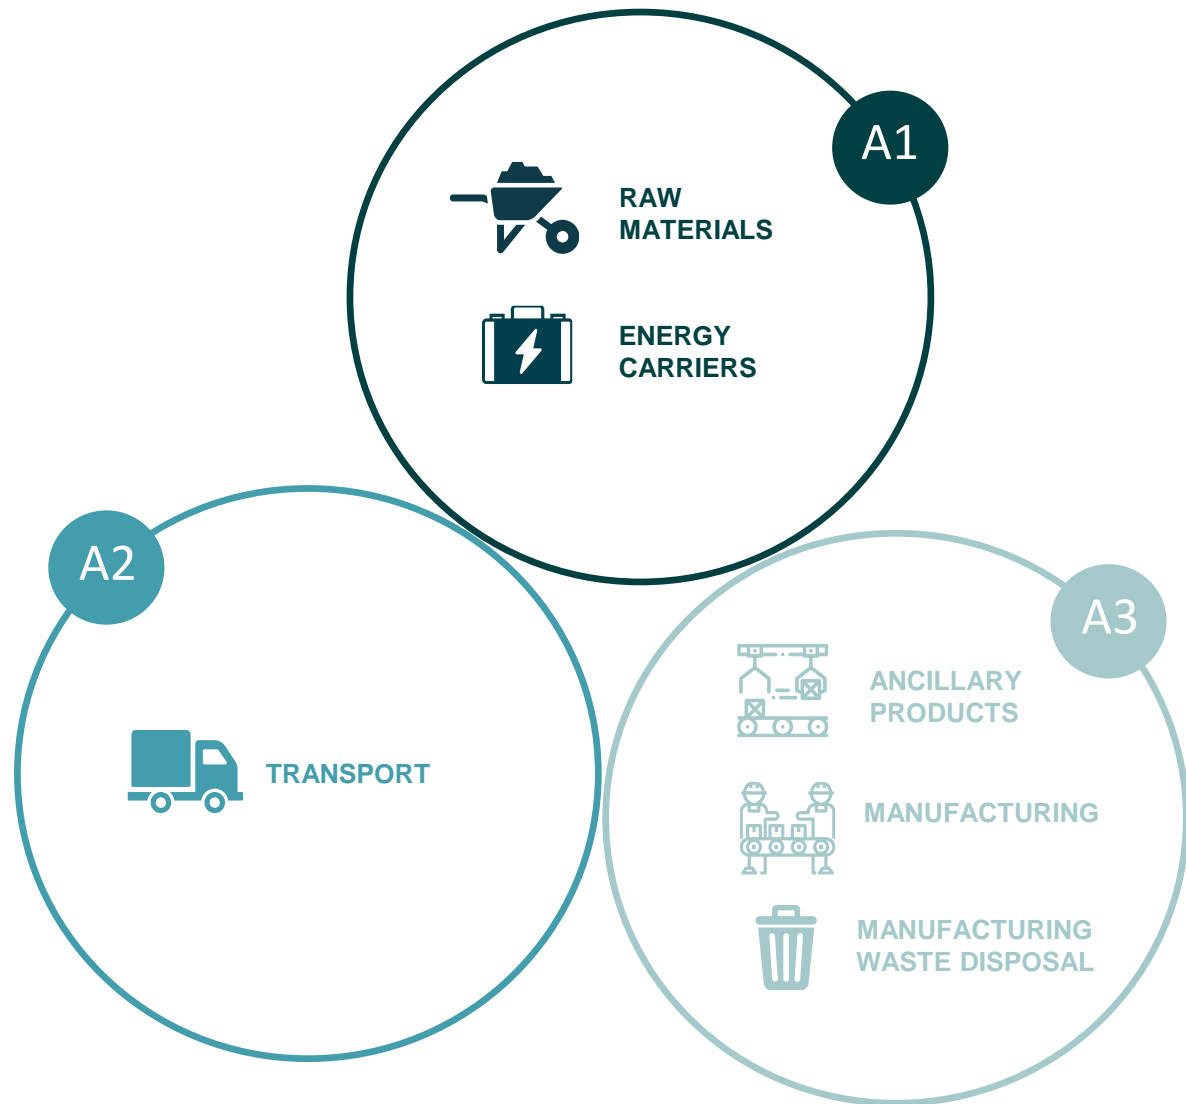 A1
RAW
MATERIALS
ENERGY
CARRIERS
A2
TRANSPORT
A3
ANCILLARY
PRODUCTS
MANUFACTURING
MANUFACTURING
WASTE DISPOSAL